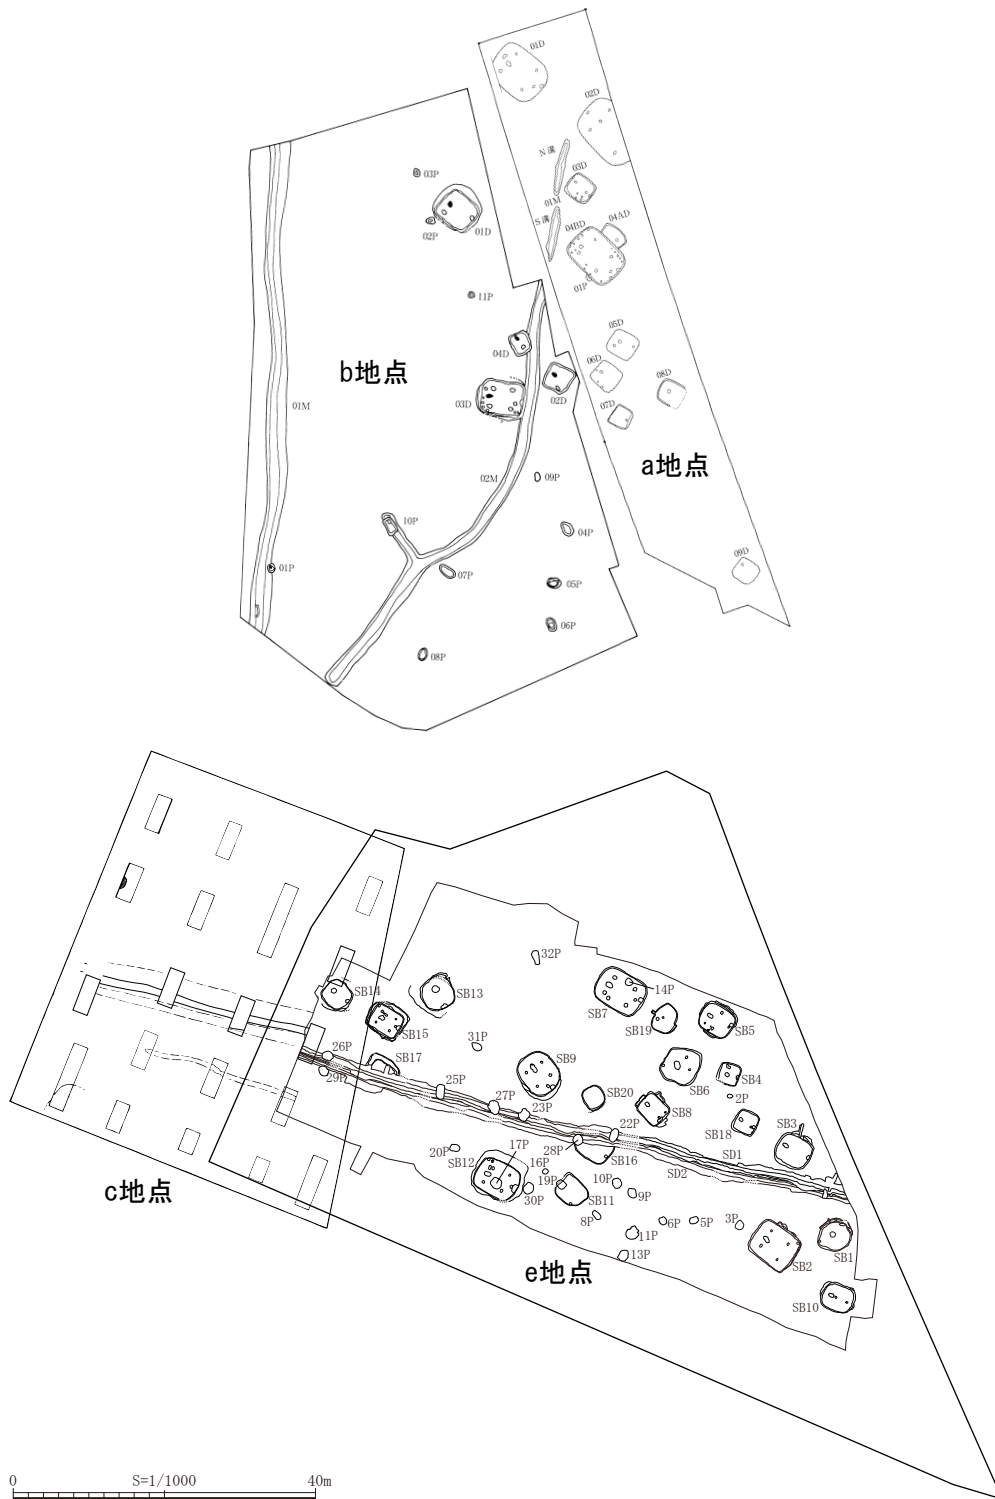 01D
02D
N溝
03D
01M
S溝
04AD
04BD
01P
05D
06D
08D
07D
a地点
09D
03P
02P
01D
11P
04D
b地点
03D
02D
01M
02M
09P
10P
04P
01P
07P
05P
06P
08P
32P
SB14
SB13
14P
SB7
SB19
SB5
SB15
31P
26P
SB17
SB9
SB6
SB4
29P
25P
SB20
2P
27P
SB8
23P
SB18
SB3
22P
17P
28P
SD1
20P
SB12
16P
SB16
SD2
19P
10P
30P
SB11
9P
8P
6P
5P
3P
11P
13P
SB2
SB1
SB10
c地点
e地点
0 S=1/1000 40m